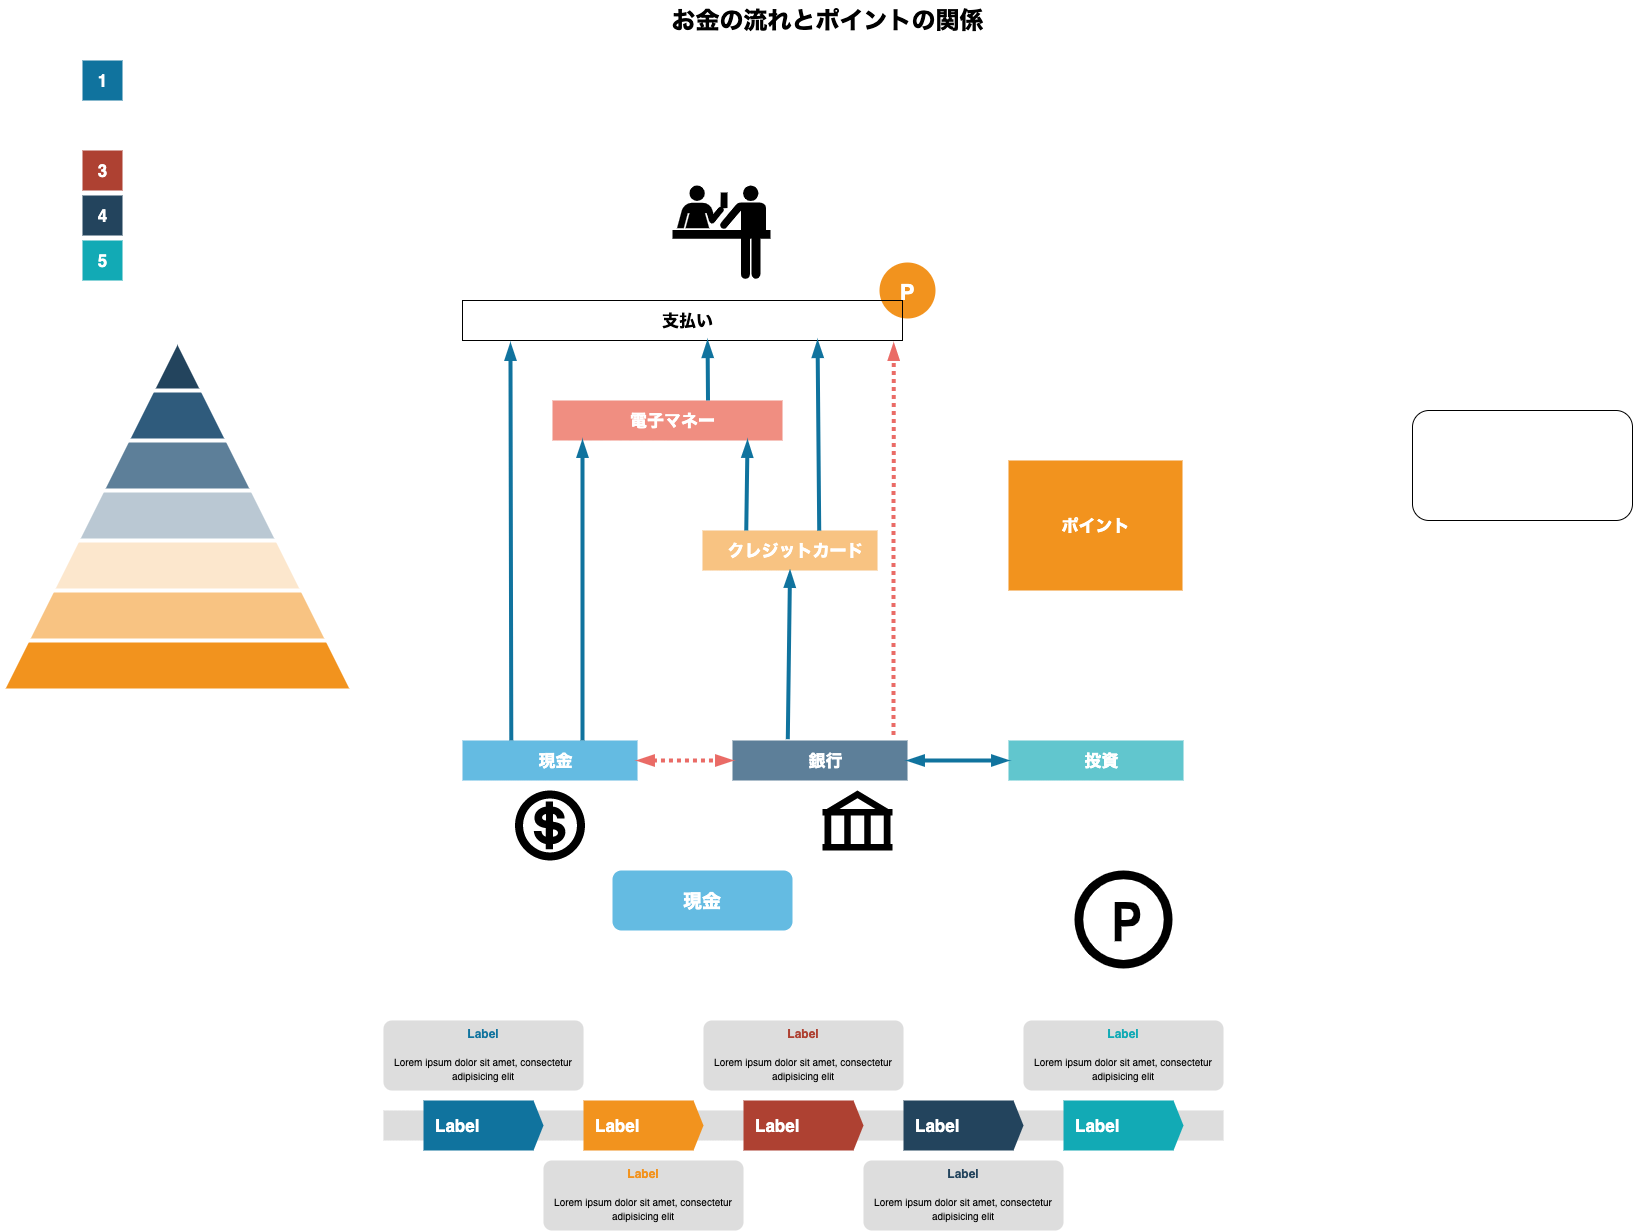 お金の流れとポイントの関係
1
3
4
5
P
支払い
電子マネー
ポイント
クレジットカード
現金
銀行
投資
$
現金
P
Label
Lorem ipsum dolor sit amet, consectetur
adipisicing elit
Label
Lorem ipsum dolor sit amet, consectetur
adipisicing elit
Label
Lorem ipsum dolor sit amet, consectetur
adipisicing elit
Label
Label
Label
Label
Label
Label
Lorem ipsum dolor sit amet, consectetur
adipisicing elit
Label
Lorem ipsum dolor sit amet, consectetur
adipisicing elit